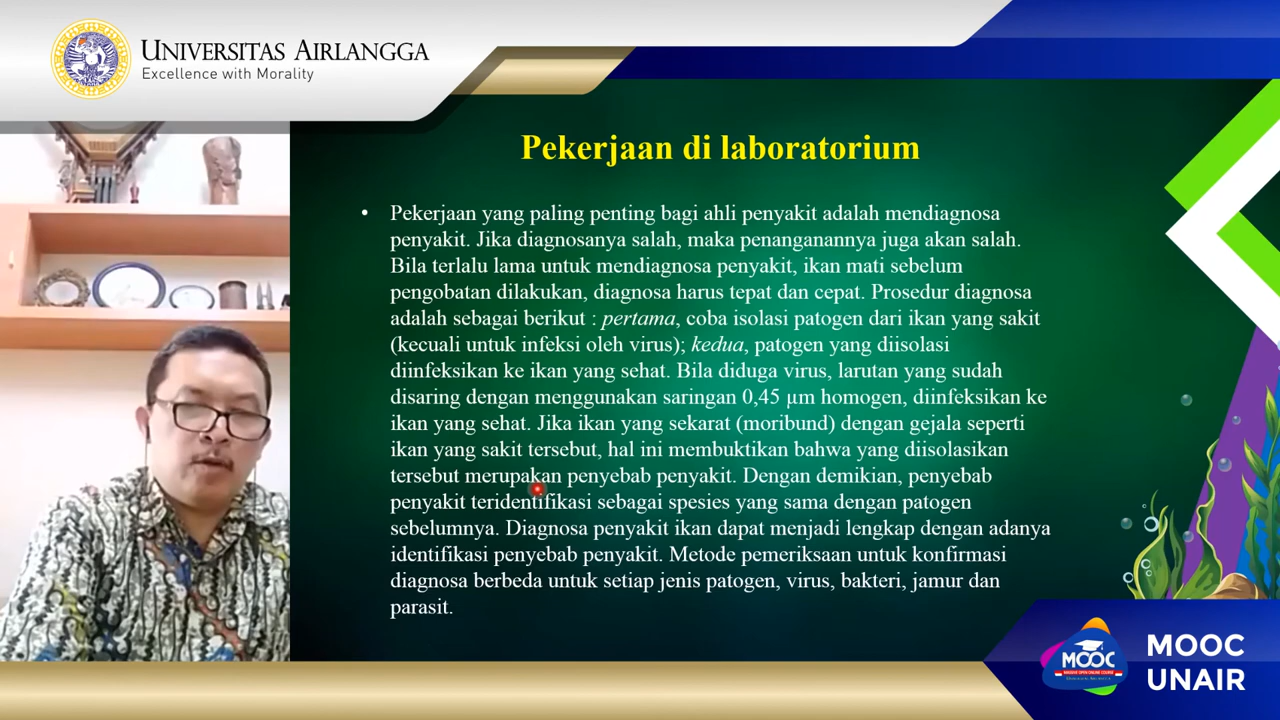 UNIVERSITAS AIRLANGGA
Excellence with Morality
Pekerjaan di laboratorium
• Pekerjaan yang paling penting bagi ahli penyakit adalah mendiagnosa
penyakit. Jika diagnosanya salah, maka penanganannya juga akan salah.
Bila terlalu lama untuk mendiagnosa penyakit, ikan mati sebelum
pengobatan dilakukan, diagnosa harus tepat dan cepat. Prosedur diagnosa
adalah sebagai berikut : pertama, coba isolasi patogen dari ikan yang sakit
(kecuali untuk infeksi oleh virus); kedua, patogen yang diisolasi
diinfeksikan ke ikan yang sehat. Bila diduga virus, larutan yang sudah
disaring dengan menggunakan saringan 0,45 µm homogen, diinfeksikan ke
ikan yang sehat. Jika ikan yang sekarat (moribund) dengan gejala seperti
ikan yang sakit tersebut, hal ini membuktikan bahwa yang diisolasikan
tersebut merupakan penyebab penyakit. Dengan demikian, penyebab
penyakit teridentifikasi sebagai spesies yang sama dengan patogen
sebelumnya. Diagnosa penyakit ikan dapat menjadi lengkap dengan adanya
identifikasi penyebab penyakit. Metode pemeriksaan untuk konfirmasi
diagnosa berbeda untuk setiap jenis patogen, virus, bakteri, jamur dan
parasit.
MOOC
MOOC
UNAIR